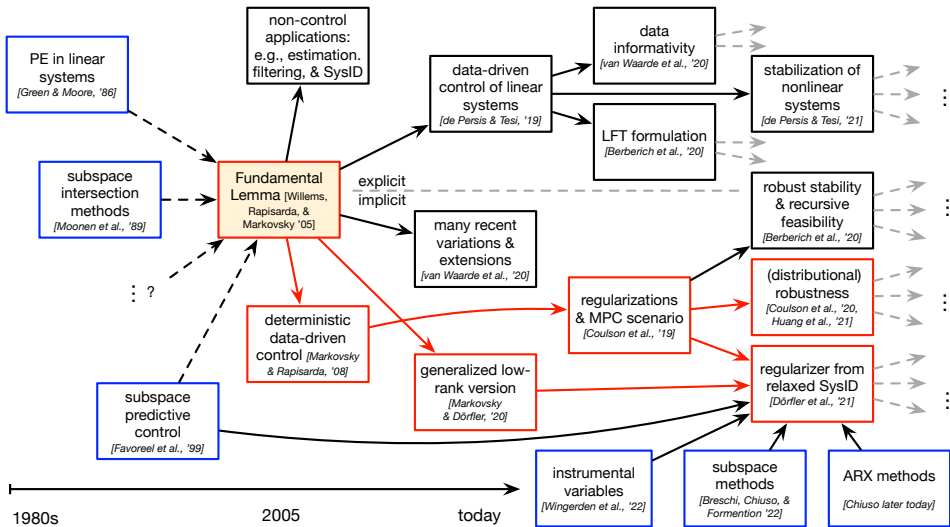 non-control
applications:
e.g., estimation.
filtering, & SysID
PE in linear
systems
[Green & Moore, '86]
data-driven
control of linear
systems
[de Persis & Tesi, '19]
data
informativity
[van Waarde et al., '20]
stabilization of
nonlinear
systems
[de Persis & Tesi, '21]
LFT formulation
[Berberich et al., '20]
subspace
intersection
methods
[Moonen et al., '89]
Fundamental
Lemma [Willems,
Rapisarda, &
Markovsky '05]
explicit
implicit
many recent
variations &
extensions
[van Waarde et al., '20]
robust stability
& recursive
feasibility
[Berberich et al., '20]
⋮ ?
deterministic
data-driven
control [Markovsky
& Rapisarda, '08]
regularizations
& MPC scenario
[Coulson et al., '19]
(distributional)
robustness
[Coulson et al., '20,
Huang et al., '21]
generalized low-
rank version
[Markovsky
& Dörfler, '20]
regularizer from
relaxed SysID
[Dörfler et al., '21]
subspace
predictive
control
[Favoreel et al., '99]
instrumental
variables
[Wingerden et al., '22]
subspace
methods
[Breschi, Chiuso, &
Formention '22]
ARX methods
[Chiuso later today]
1980s
2005
today